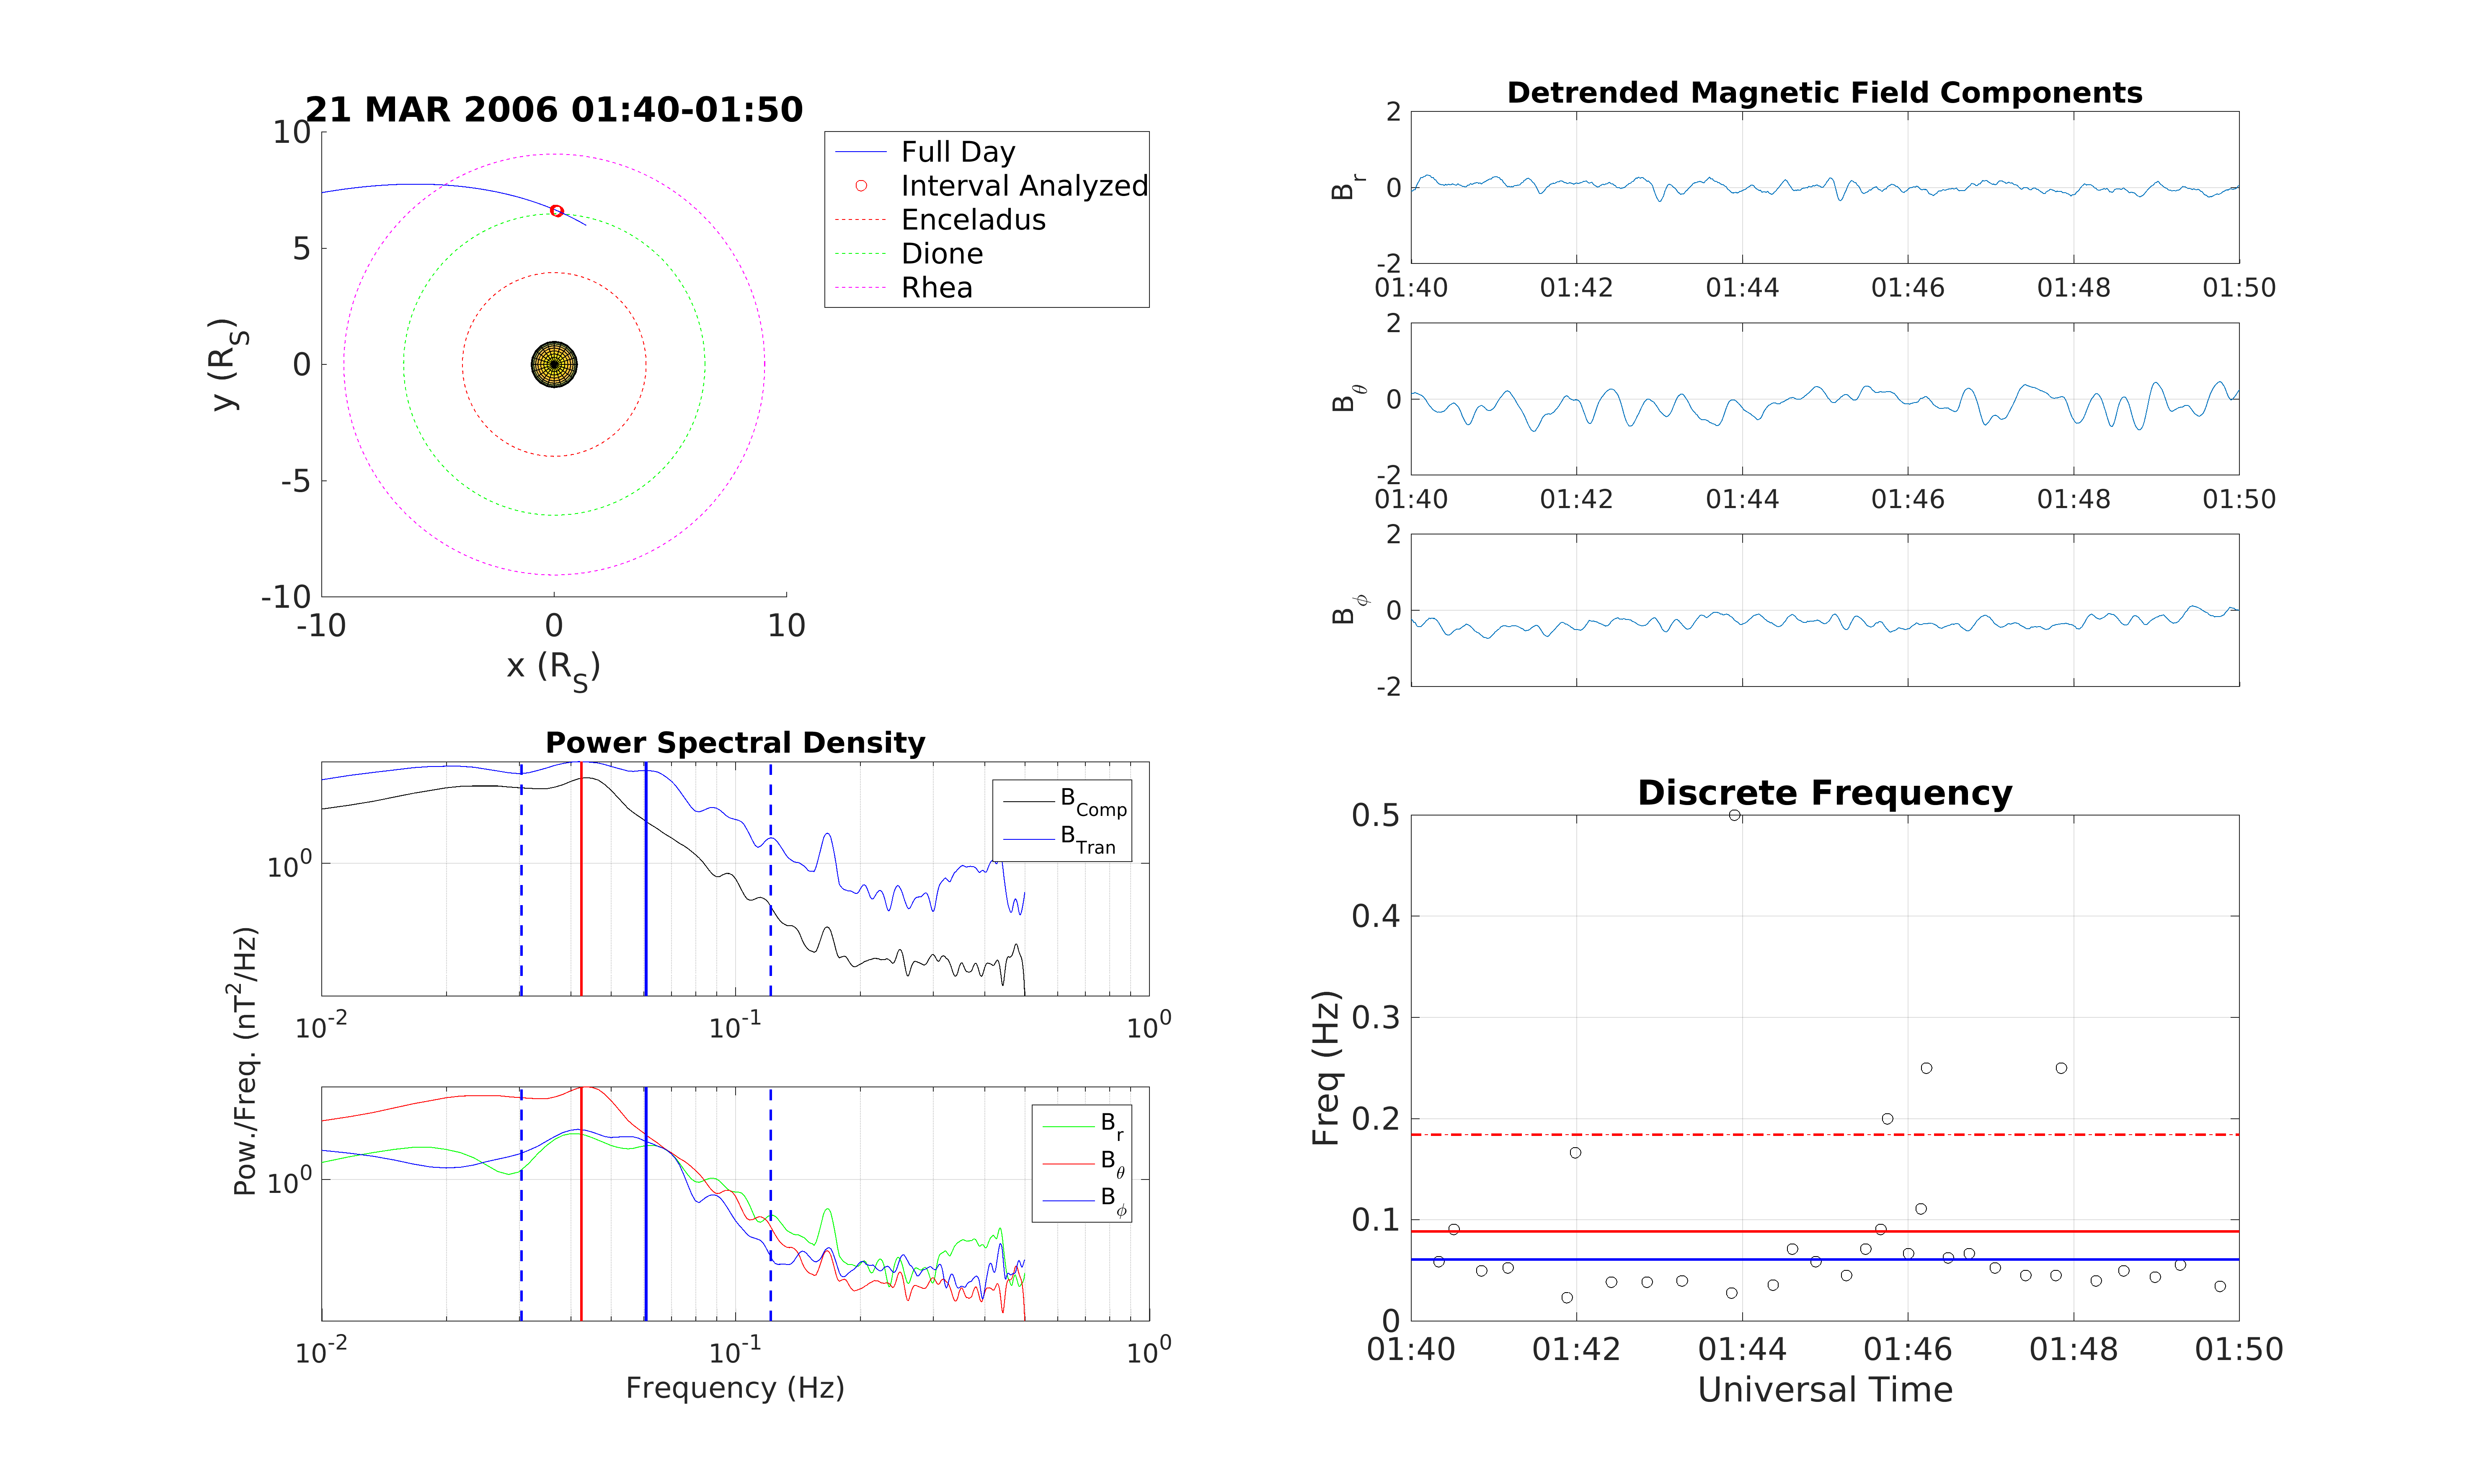 21 MAR 2006 01:40-01:50
10
5
0
-5
-10
-10
0
10
y (R_S)
x (R_S)
Full Day
Interval Analyzed
Enceladus
Dione
Rhea
Detrended Magnetic Field Components
2
0
-2
B_r
01:40
01:42
01:44
01:46
01:48
01:50
2
0
-2
B_θ
01:40
01:42
01:44
01:46
01:48
01:50
2
0
-2
B_ϕ
Power Spectral Density
10^0
B_Comp
B_Tran
10^-2
10^-1
10^0
Pow./Freq. (nT^2/Hz)
10^0
B_r
B_θ
B_ϕ
10^-2
10^-1
10^0
Frequency (Hz)
Discrete Frequency
0.5
0.4
0.3
0.2
0.1
0
Freq (Hz)
01:40
01:42
01:44
01:46
01:48
01:50
Universal Time